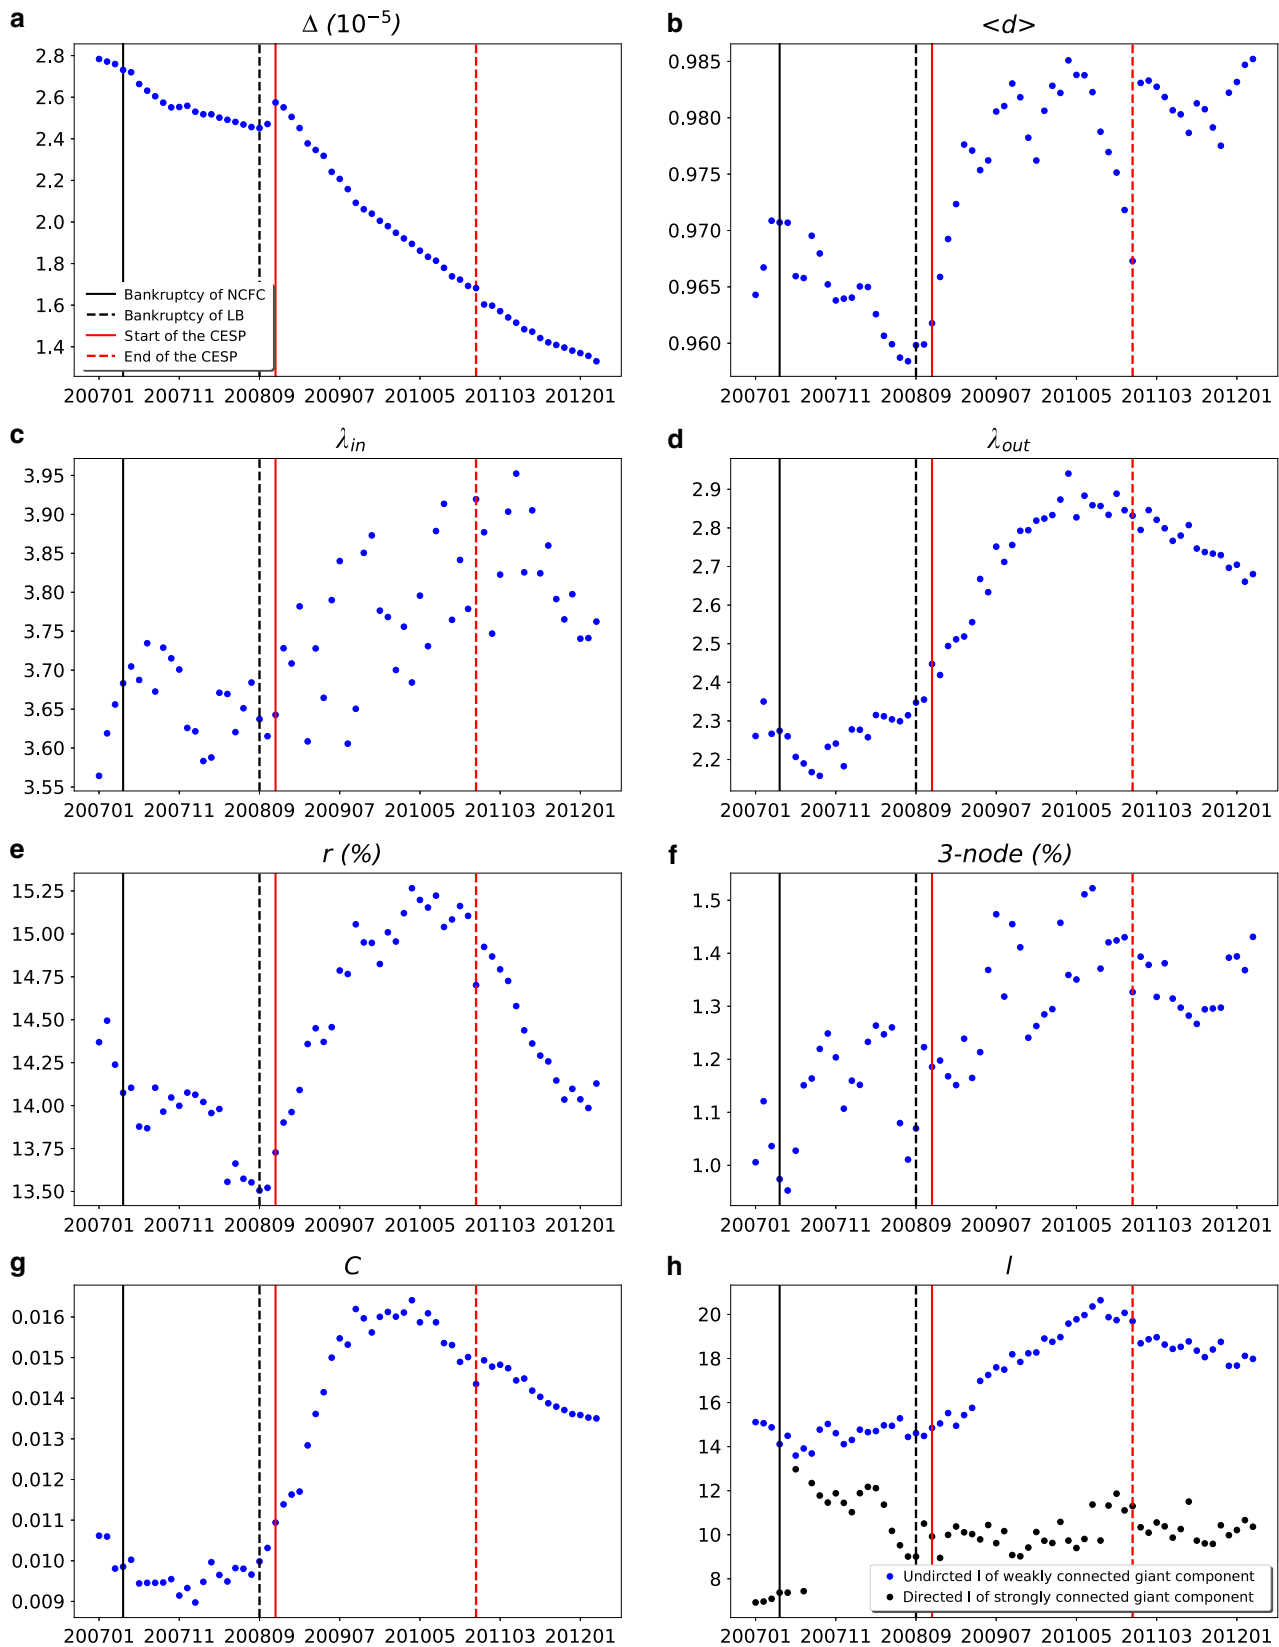 a
Δ (10⁻⁵)
2.8
2.6
2.4
2.2
2.0
1.8
1.6
1.4
Bankruptcy of NCFC
Bankruptcy of LB
Start of the CESP
End of the CESP
200701 200711 200809 200907 201005 201103 201201
b
<d>
0.985
0.980
0.975
0.970
0.965
0.960
200701 200711 200809 200907 201005 201103 201201
c
λin
3.95
3.90
3.85
3.80
3.75
3.70
3.65
3.60
3.55
200701 200711 200809 200907 201005 201103 201201
d
λout
2.9
2.8
2.7
2.6
2.5
2.4
2.3
2.2
200701 200711 200809 200907 201005 201103 201201
e
r (%)
15.25
15.00
14.75
14.50
14.25
14.00
13.75
13.50
200701 200711 200809 200907 201005 201103 201201
f
3-node (%)
1.5
1.4
1.3
1.2
1.1
1.0
200701 200711 200809 200907 201005 201103 201201
g
C
0.016
0.015
0.014
0.013
0.012
0.011
0.010
0.009
200701 200711 200809 200907 201005 201103 201201
h
l
20
18
16
14
12
10
8
Undircted l of weakly connected giant component
Directed l of strongly connected giant component
200701 200711 200809 200907 201005 201103 201201